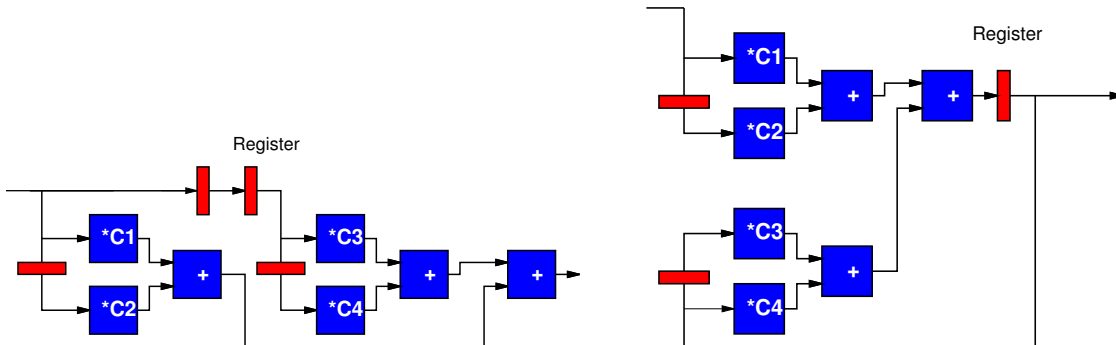 Register
*C1
*C3
+
+
+
*C2
*C4
Register
*C1
+
+
*C2
*C3
+
*C4